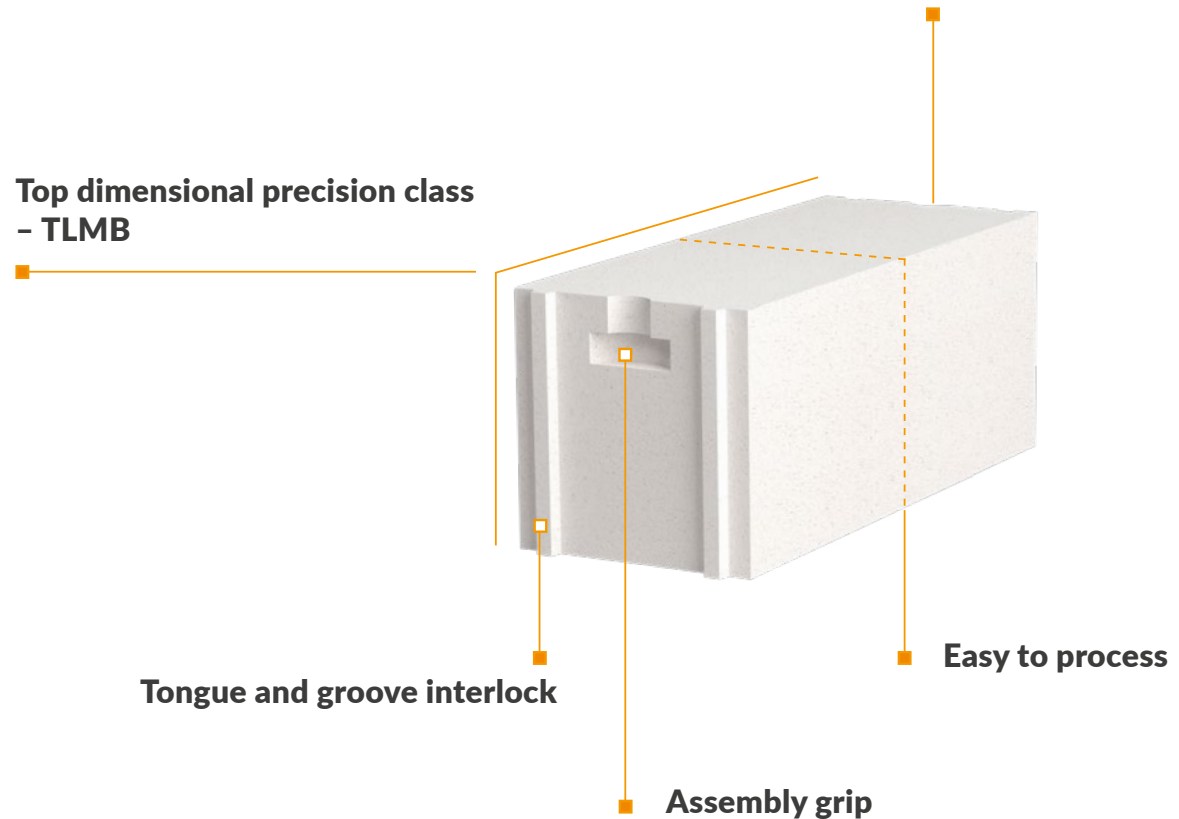 Top dimensional precision class
– TLMB
Easy to process
Tongue and groove interlock
Assembly grip